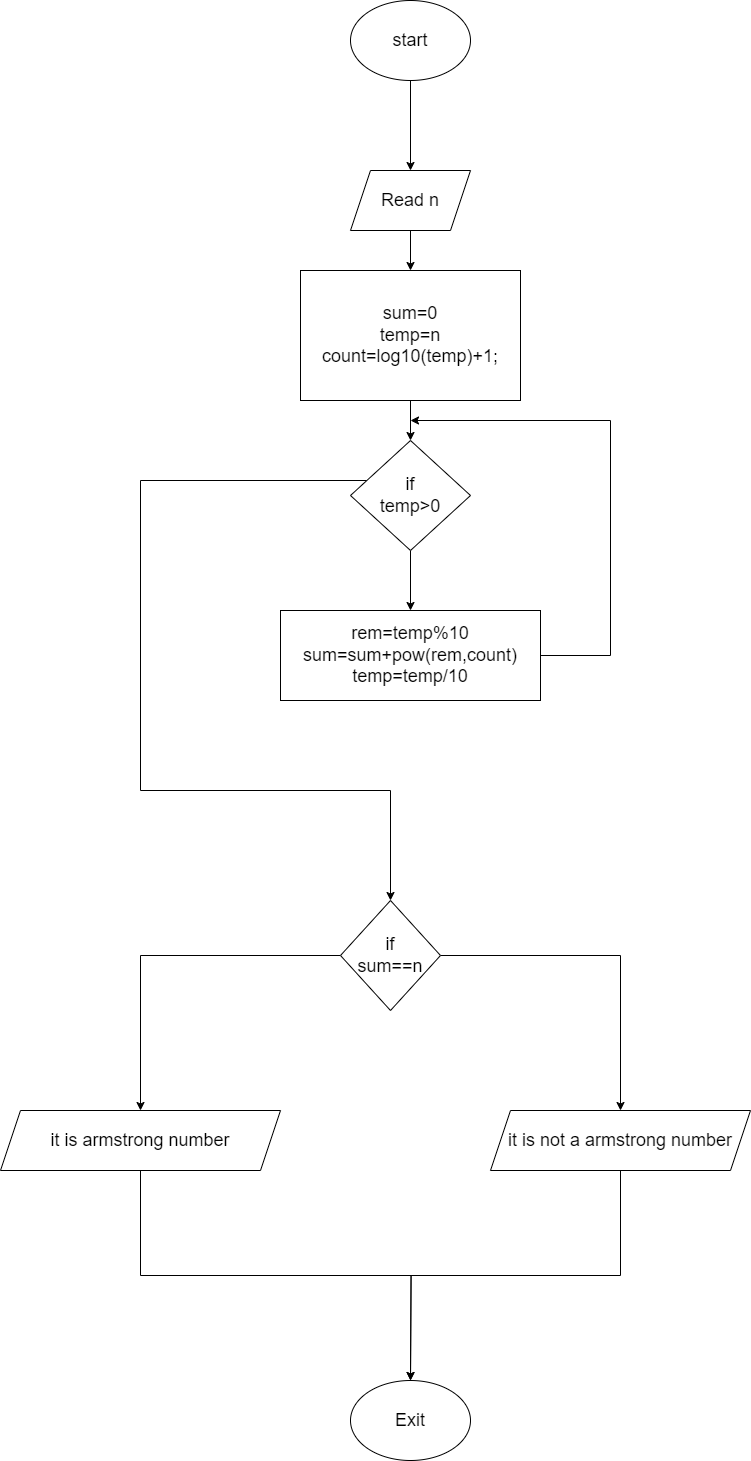 start
Read n
sum=0
temp=n
count=log10(temp)+1;
if
temp>0
rem=temp%10
sum=sum+pow(rem,count)
temp=temp/10
if
sum==n
it is armstrong number
it is not a armstrong number
Exit